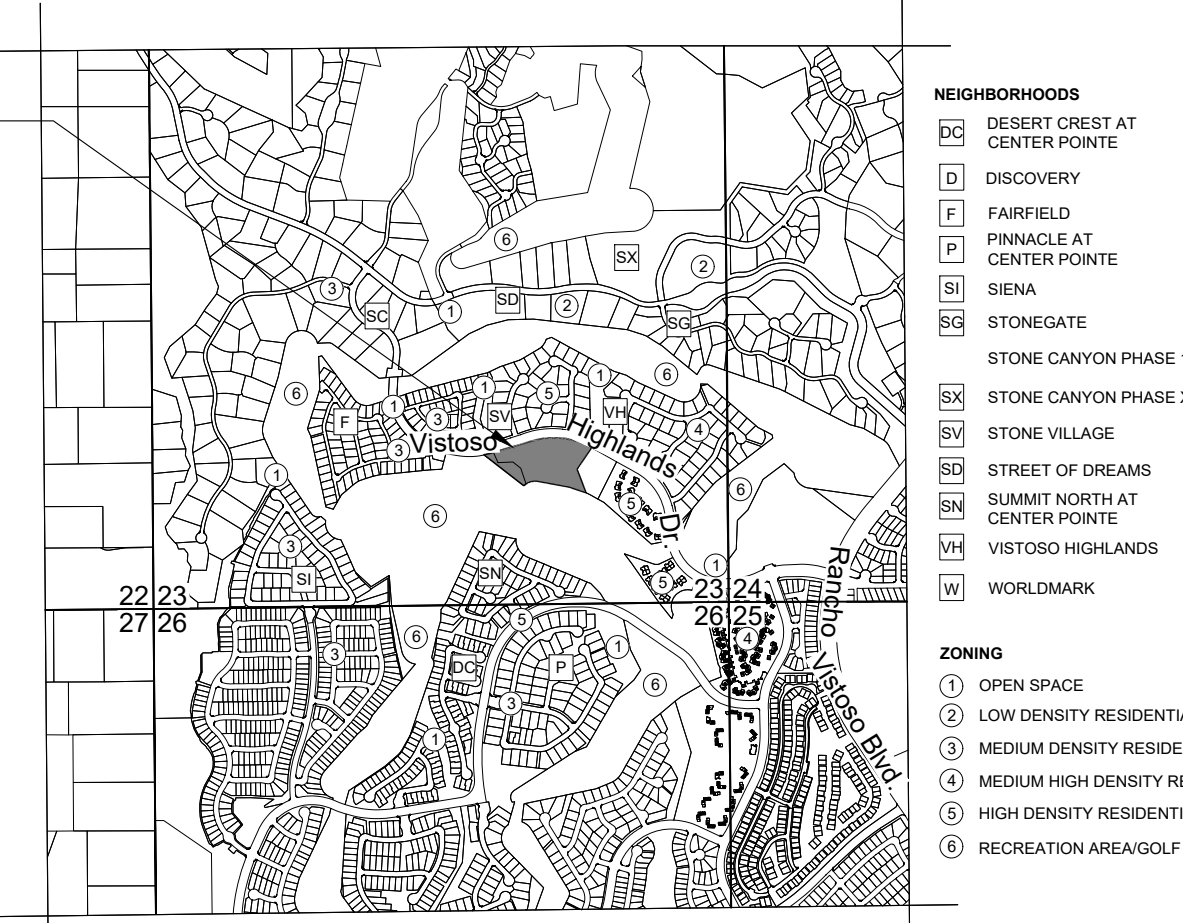 6
SX
2
3
SD
SC
1
2
SG
6
1
1
5
6
F
1
3
SV
VH
4
3
Vistoso
Highlands
1
6
5
6
Dr.
3
SN
1
SI
5
22 23
23 24
27 26
26 25
5
6
1
4
3
DC
P
6
3
1
Rancho Vistoso Blvd.
NEIGHBORHOODS
DC DESERT CREST AT
CENTER POINTE
D DISCOVERY
F FAIRFIELD
P PINNACLE AT
CENTER POINTE
SI SIENA
SG STONEGATE
STONE CANYON PHASE
SX STONE CANYON PHASE X
SV STONE VILLAGE
SD STREET OF DREAMS
SN SUMMIT NORTH AT
CENTER POINTE
VH VISTOSO HIGHLANDS
W WORLDMARK
ZONING
1 OPEN SPACE
2 LOW DENSITY RESIDENTIA
3 MEDIUM DENSITY RESIDE
4 MEDIUM HIGH DENSITY RE
5 HIGH DENSITY RESIDENTI
6 RECREATION AREA/GOLF